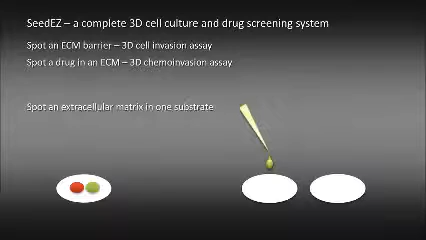 SeedEZ – a complete 3D cell culture and drug screening system
Spot an ECM barrier – 3D cell invasion assay
Spot a drug in an ECM – 3D chemoinvasion assay
Spot an extracellular matrix in one substrate